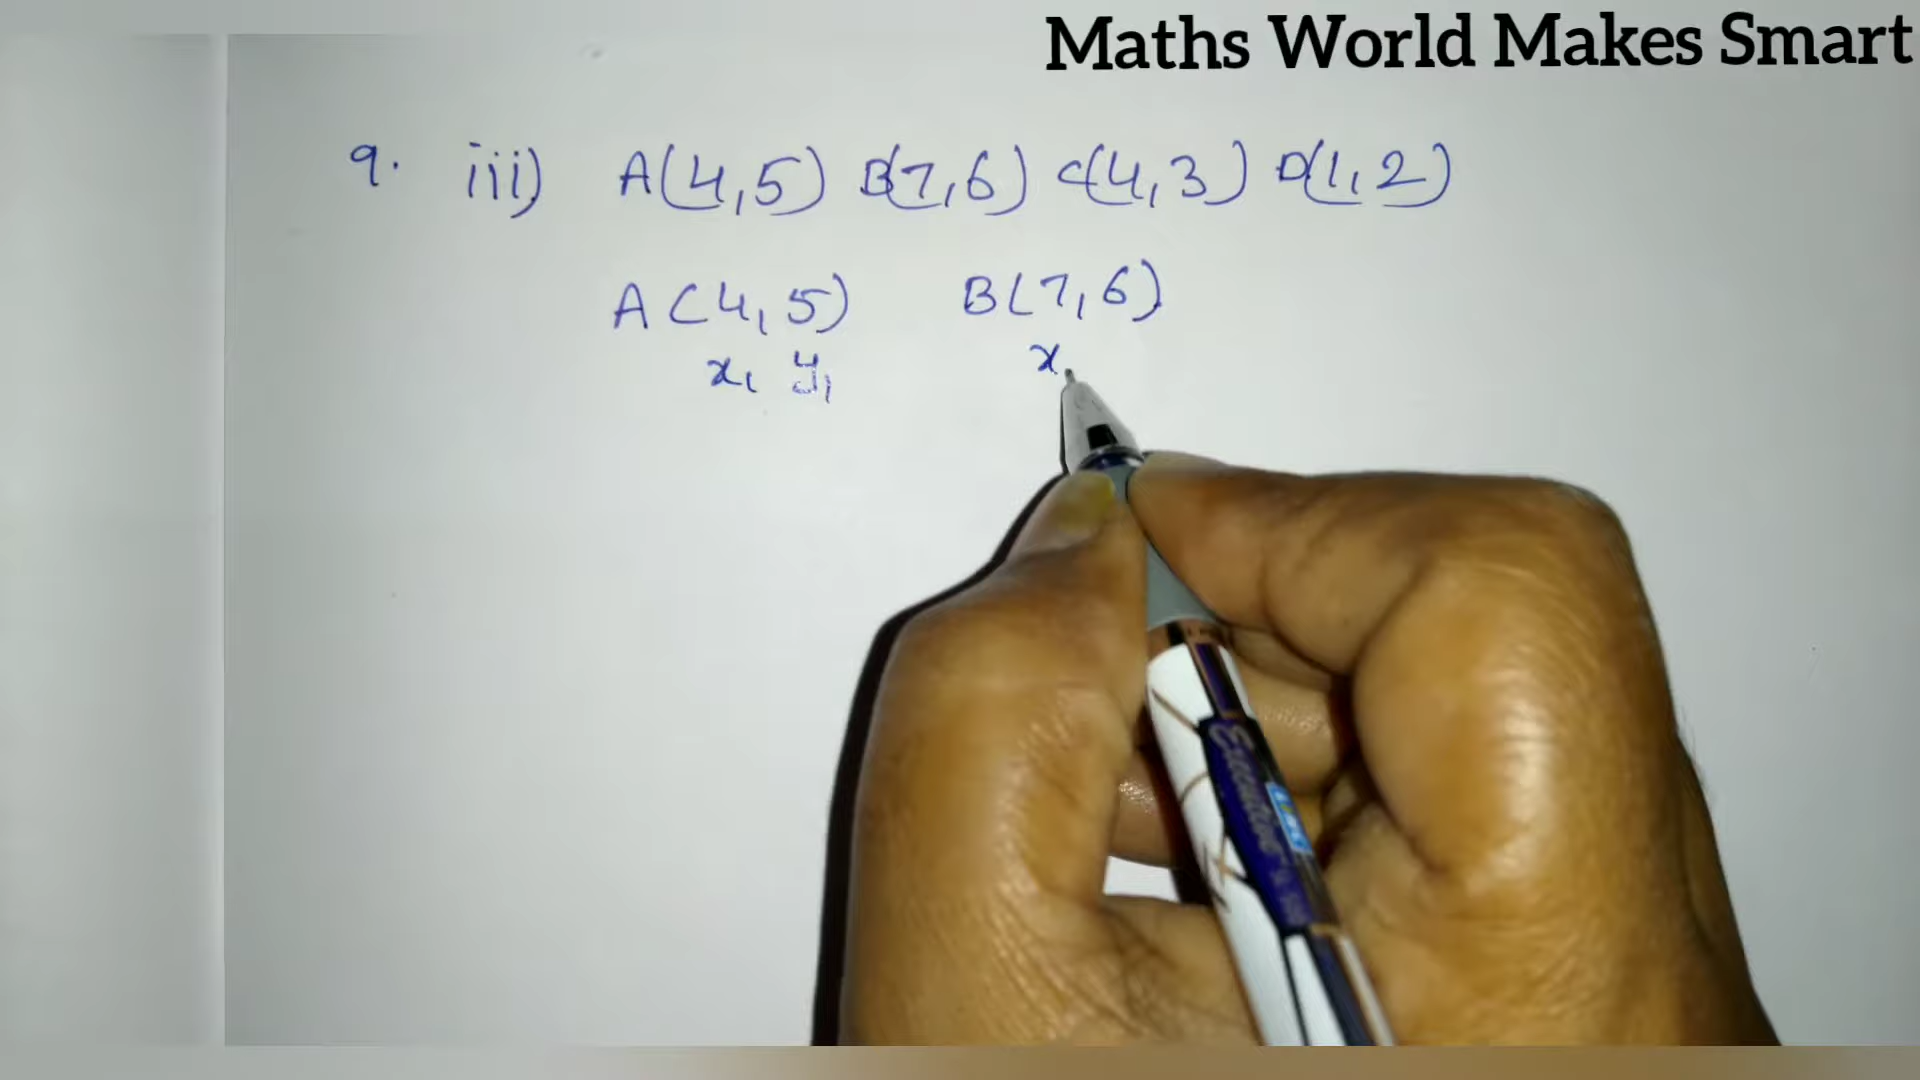 Maths World Makes Smart
9. iii) A(4,5) B(7,6) C(4,3) D(1,2)
A(4,5) B(7,6)
x₁ y₁ x